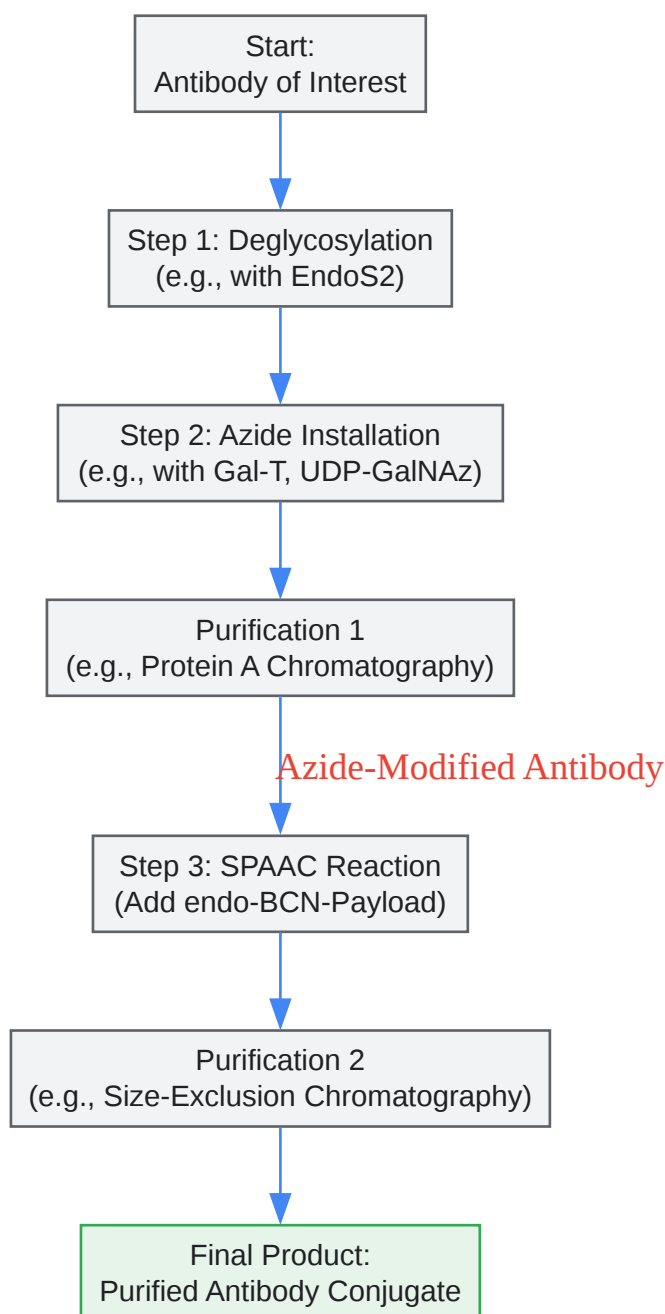 Start:
Antibody of Interest
Step 1: Deglycosylation
(e.g., with EndoS2)
Step 2: Azide Installation
(e.g., with Gal-T, UDP-GalNAz)
Purification 1
(e.g., Protein A Chromatography)
Azide-Modified Antibody
Step 3: SPAAC Reaction
(Add endo-BCN-Payload)
Purification 2
(e.g., Size-Exclusion Chromatography)
Final Product:
Purified Antibody Conjugate